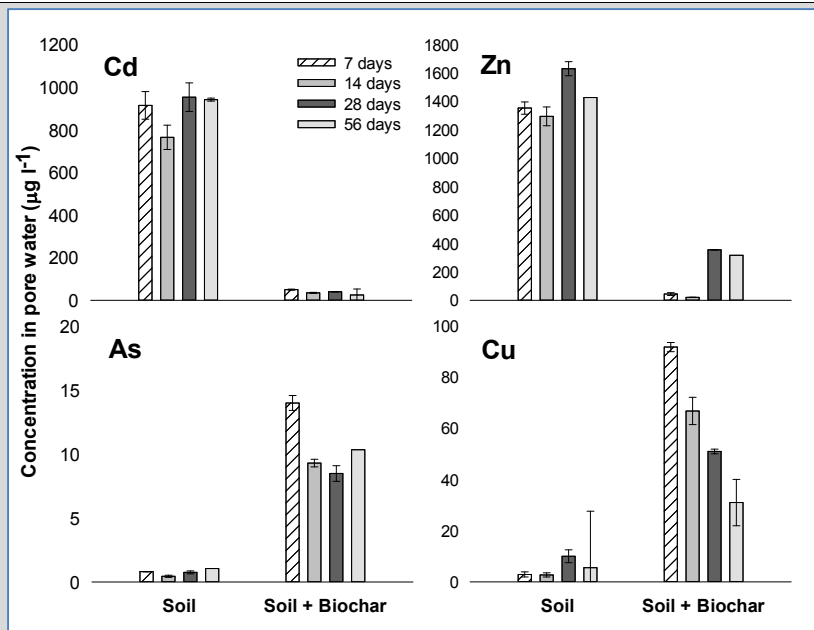 Concentration in pore water (µg l-1)
Cd
1200
1000
800
600
400
200
0
7 days
14 days
28 days
56 days
Zn
1800
1600
1400
1200
1000
800
600
400
200
0
As
20
15
10
5
0
Soil
Soil + Biochar
Cu
100
80
60
40
20
0
Soil
Soil + Biochar